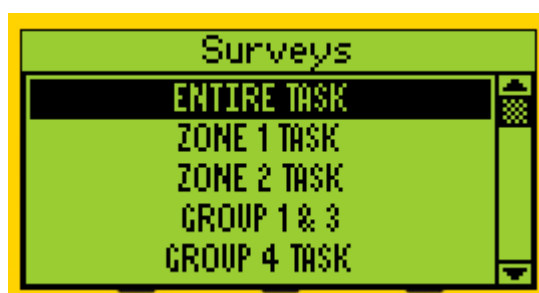 Surveys
ENTIRE TASK
ZONE 1 TASK
ZONE 2 TASK
GROUP 1 & 3
GROUP 4 TASK